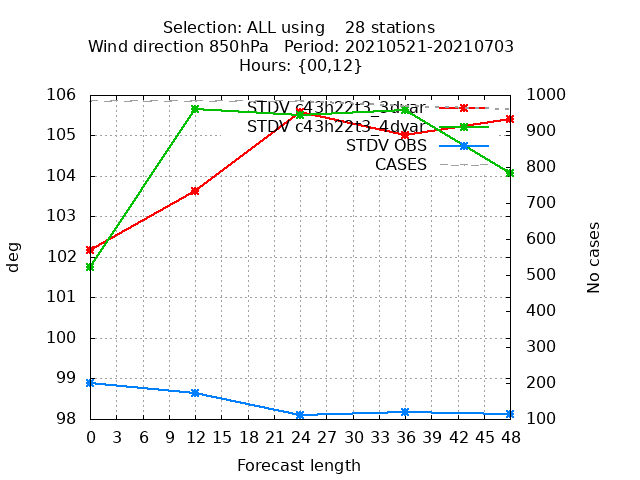 Selection: ALL using    28 stations
Wind direction 850hPa   Period: 20210521-20210703
Hours: {00,12}
STDV c43h22t3_3dvar
STDV c43h22t3_4dvar
STDV OBS
CASES
106
105
104
103
102
101
100
99
98
deg
1000
900
800
700
600
500
400
300
200
100
No cases
0 3 6 9 12 15 18 21 24 27 30 33 36 39 42 45 48
Forecast length